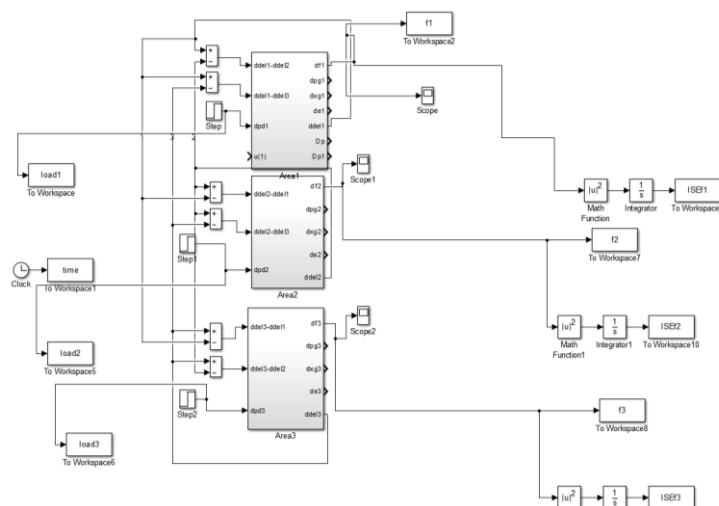 f1
To Workspace2
+
−
ddel1-ddel2
df1
dpg1
+
−
ddel1-ddel3
dxg1
de1
Scope
Step
dpd1
ddel1
3
2
Dp
u(1)
Dp1
Area1
load1
To Workspace
Scope1
+
−
ddel2-ddel1
df2
dpg2
|u|²
Math
Function
1
s
Integrator
ISEf1
To Workspace
+
−
ddel2-ddel3
dxg2
de2
Step1
dpd2
ddel2
Area2
f2
To Workspace7
Clock
time
To Workspace1
Scope2
+
−
ddel3-ddel1
df3
dpg3
|u|²
Math
Function1
1
s
Integrator1
ISEf2
To Workspace10
load2
To Workspace5
+
−
ddel3-ddel2
dxg3
de3
Step2
dpd3
ddel3
Area3
f3
To Workspace8
load3
To Workspace6
|u|²
1
s
ISEf3